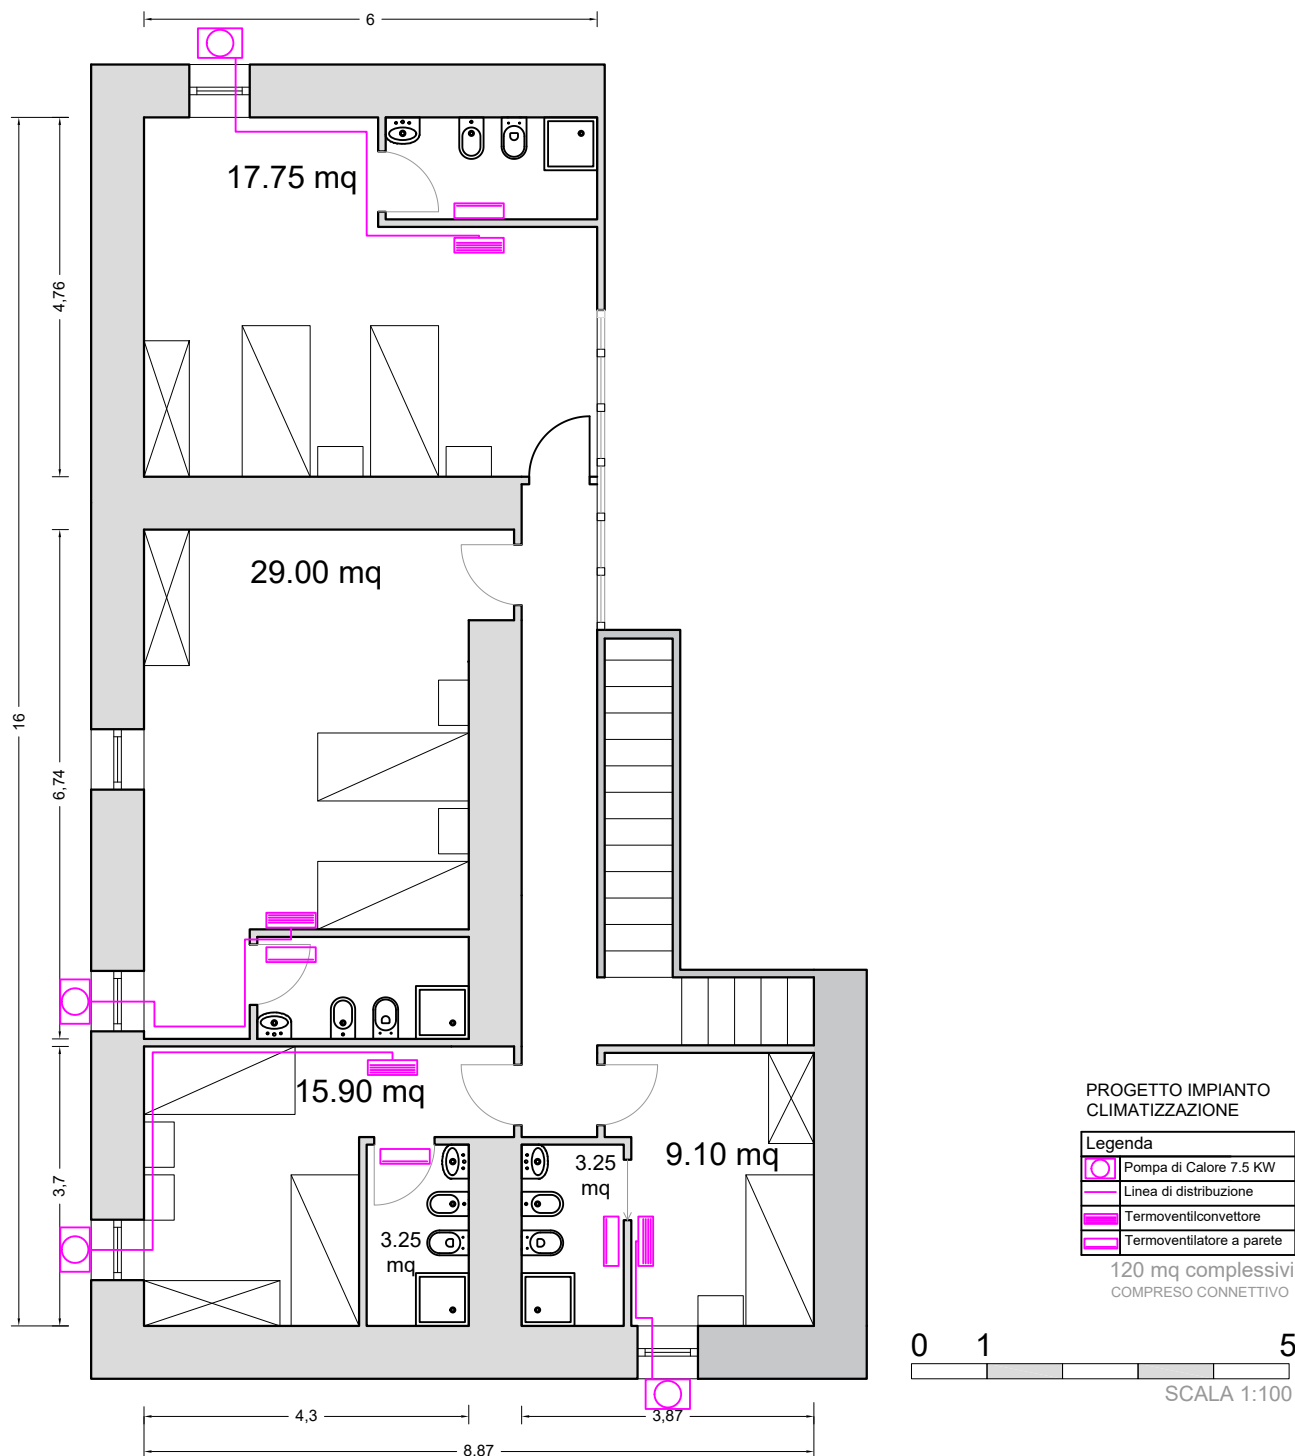 6
17.75 mq
4,76
16
29.00 mq
6,74
15.90 mq
3,7
3.25
mq
3.25
mq
9.10 mq
PROGETTO IMPIANTO
CLIMATIZZAZIONE
Legenda
Pompa di Calore 7.5 KW
Linea di distribuzione
Termoventilconvettore
Termoventilatore a parete
120 mq complessivi
COMPRESO CONNETTIVO
0 1 5
SCALA 1:100
4,3
3,87
8,87